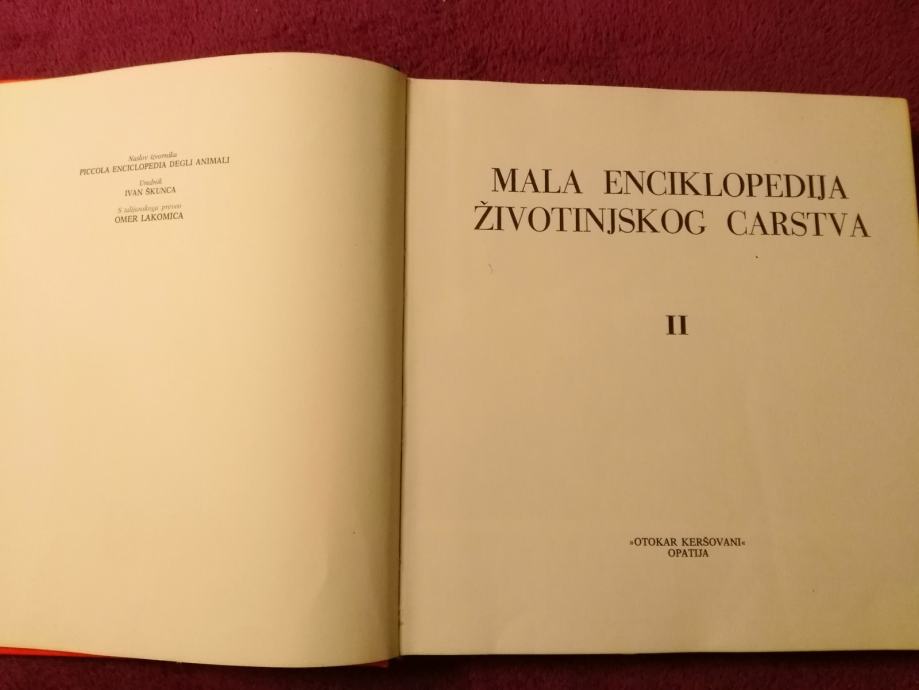 Naslov izvornika
PICCOLA ENCICLOPEDIA DEGLI ANIMALI
Urednik
IVAN ŠKUNCA
S talijanskoga preveo
OMER LAKOMICA
MALA ENCIKLOPEDIJA
ŽIVOTINJSKOG CARSTVA
II
»OTOKAR KERŠOVANI«
OPATIJA